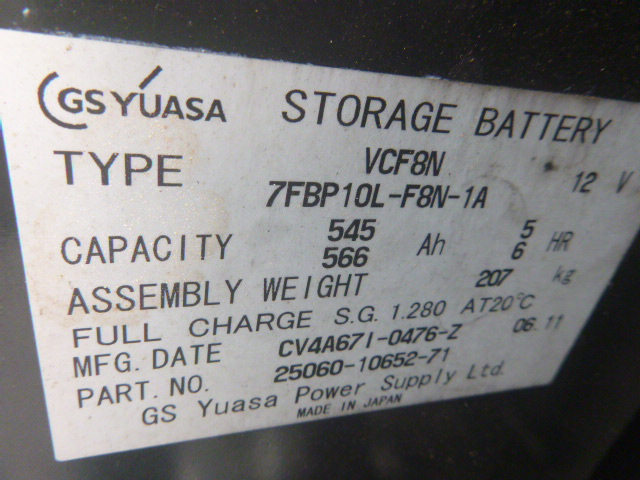 GS YUASA STORAGE BATTERY
TYPE VCF8N
7FBP10L-F8N-1A 12 V
CAPACITY 545 Ah 5 HR
566 6
ASSEMBLY WEIGHT 207 kg
FULL CHARGE S.G. 1.280 AT20°C
MFG. DATE CV4A671-0476-Z 06.11
PART. NO. 25060-10652-71
GS Yuasa Power Supply Ltd.
MADE IN JAPAN